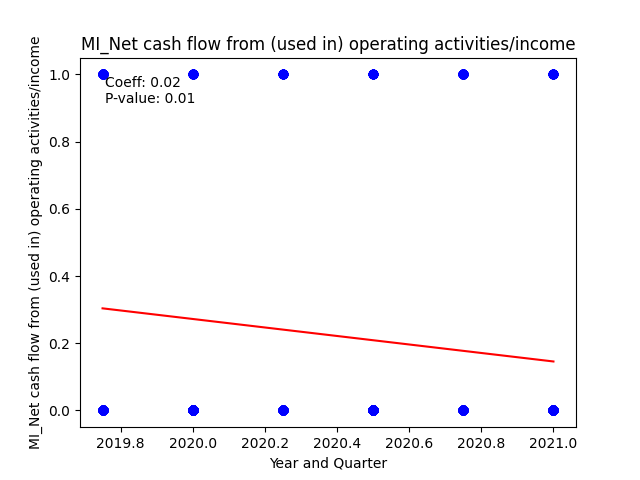 MI_Net cash flow from (used in) operating activities/income
Coeff: 0.02
P-value: 0.01
1.0
0.8
0.6
0.4
0.2
0.0
MI_Net cash flow from (used in) operating activities/income
2019.8 2020.0 2020.2 2020.4 2020.6 2020.8 2021.0
Year and Quarter